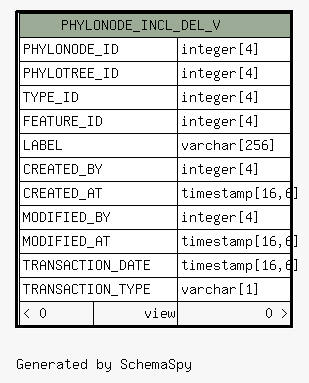 PHYLONODE_INCL_DEL_V
PHYLONODE_ID integer[4]
PHYLOTREE_ID integer[4]
TYPE_ID integer[4]
FEATURE_ID integer[4]
LABEL varchar[256]
CREATED_BY integer[4]
CREATED_AT timestamp[16,6]
MODIFIED_BY integer[4]
MODIFIED_AT timestamp[16,6]
TRANSACTION_DATE timestamp[16,6]
TRANSACTION_TYPE varchar[1]
< 0 view 0 >
Generated by SchemaSpy